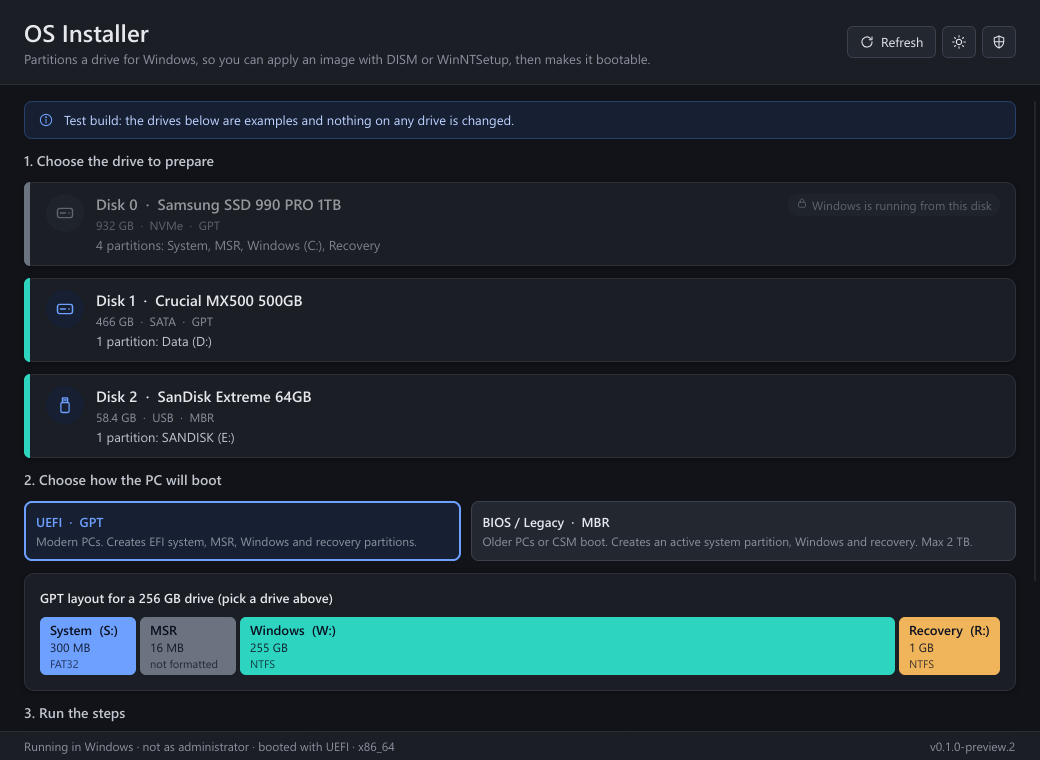 OS Installer
Partitions a drive for Windows, so you can apply an image with DISM or WinNTSetup, then makes it bootable.
Refresh
Test build: the drives below are examples and nothing on any drive is changed.
1. Choose the drive to prepare
Disk 0 · Samsung SSD 990 PRO 1TB
Windows is running from this disk
932 GB · NVMe · GPT
4 partitions: System, MSR, Windows (C:), Recovery
Disk 1 · Crucial MX500 500GB
466 GB · SATA · GPT
1 partition: Data (D:)
Disk 2 · SanDisk Extreme 64GB
58.4 GB · USB · MBR
1 partition: SANDISK (E:)
2. Choose how the PC will boot
UEFI · GPT
Modern PCs. Creates EFI system, MSR, Windows and recovery partitions.
BIOS / Legacy · MBR
Older PCs or CSM boot. Creates an active system partition, Windows and recovery. Max 2 TB.
GPT layout for a 256 GB drive (pick a drive above)
System (S:)
300 MB
FAT32
MSR
16 MB
not formatted
Windows (W:)
255 GB
NTFS
Recovery (R:)
1 GB
NTFS
3. Run the steps
Running in Windows · not as administrator · booted with UEFI · x86_64
v0.1.0-preview.2